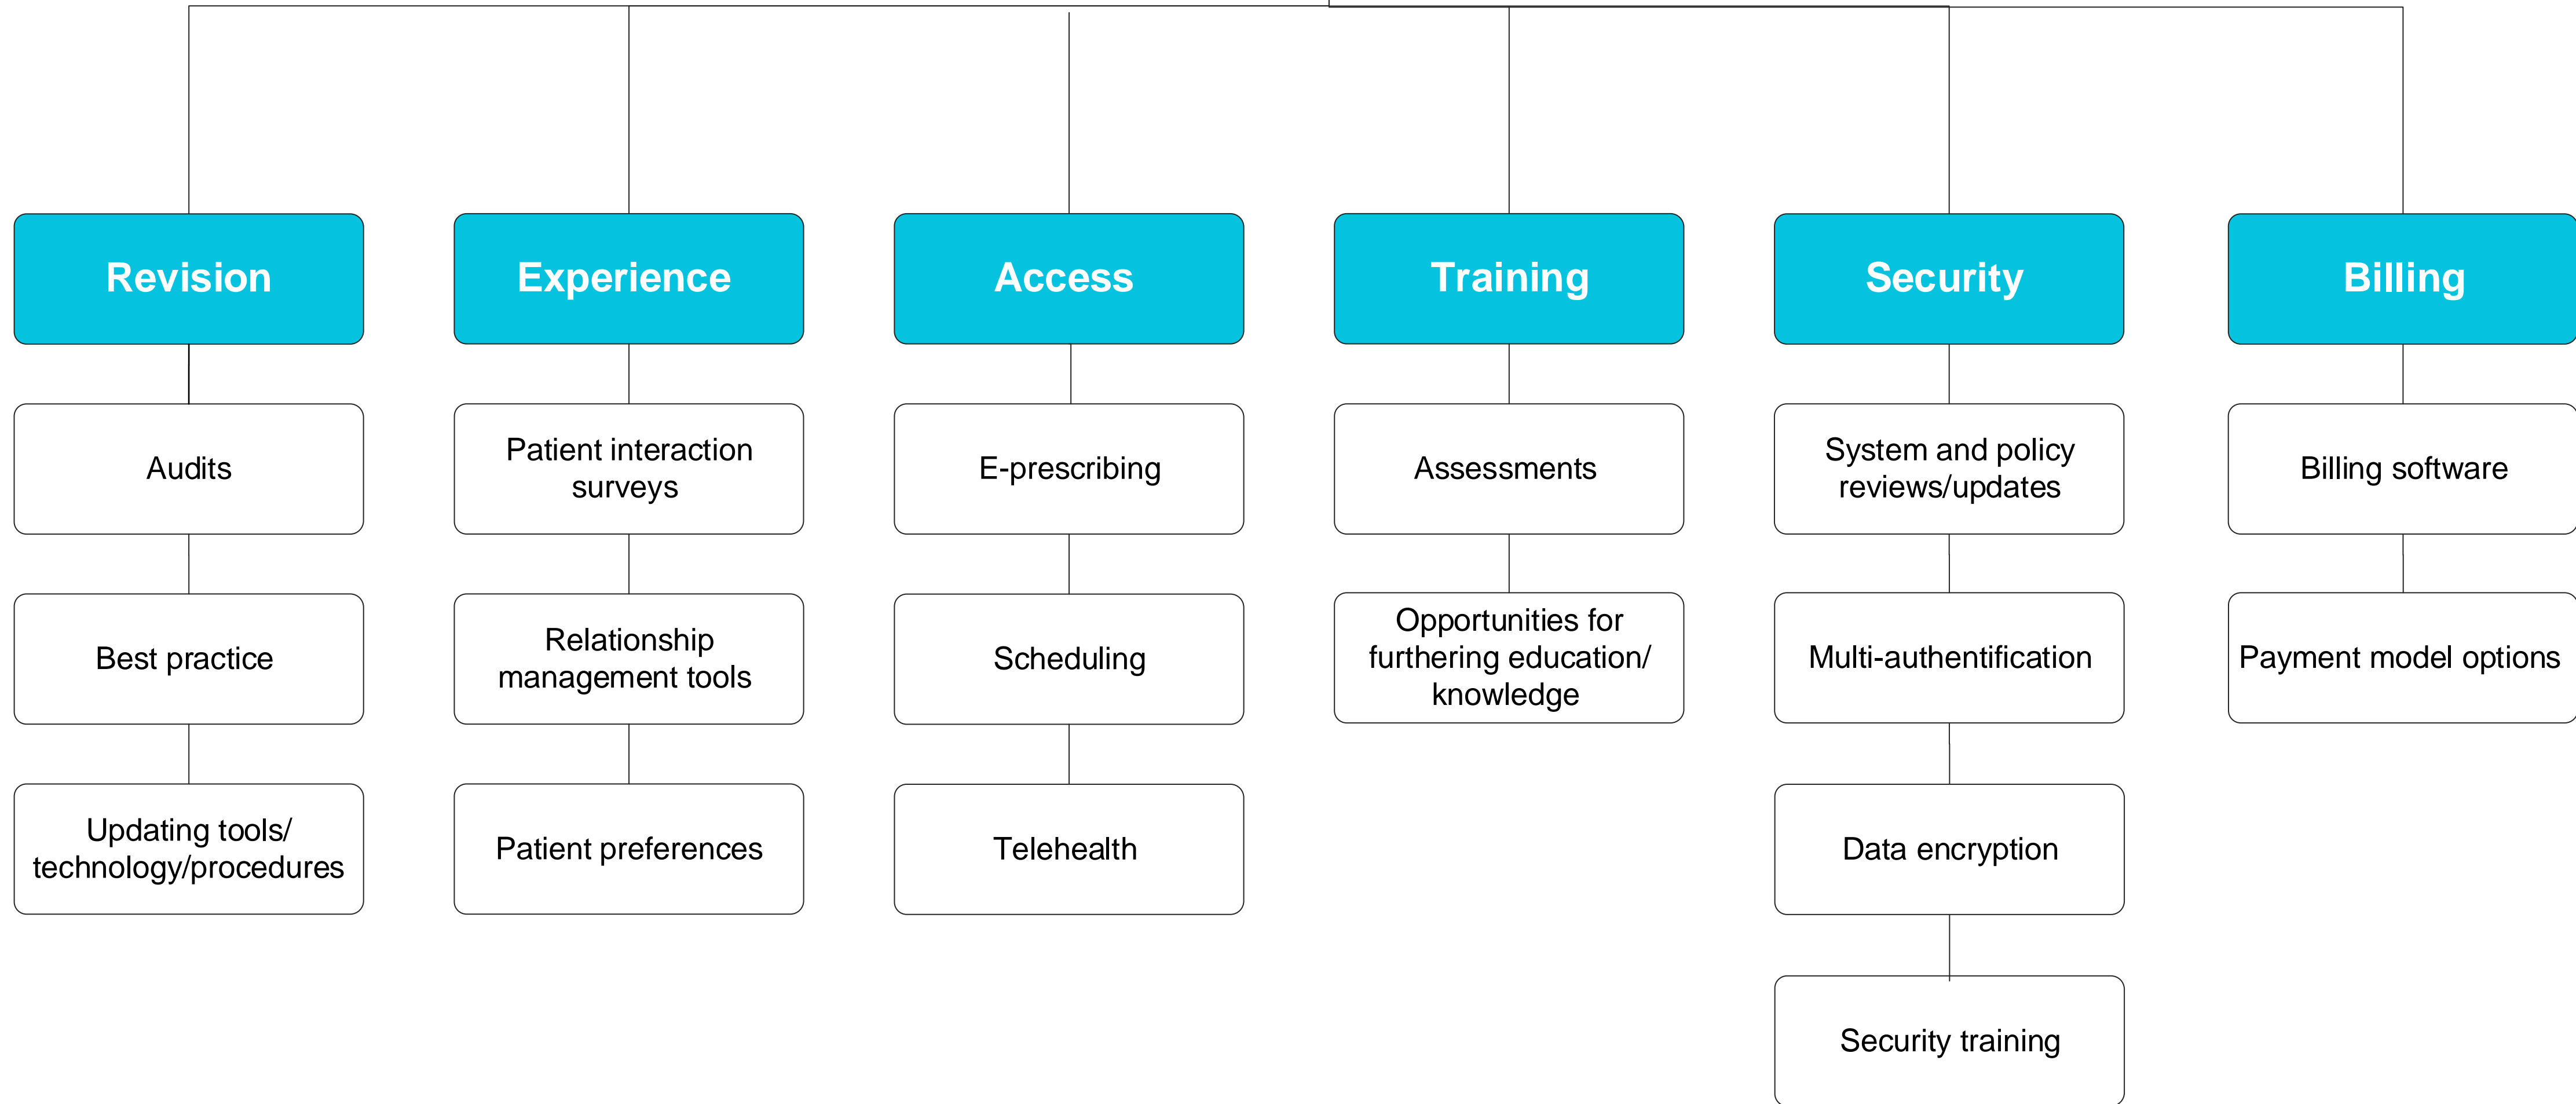 Revision
Experience
Access
Training
Security
Billing
Audits
Patient interaction
surveys
E-prescribing
Assessments
System and policy
reviews/updates
Billing software
Best practice
Relationship
management tools
Scheduling
Opportunities for
furthering education/
knowledge
Multi-authentification
Payment model options
Updating tools/
technology/procedures
Patient preferences
Telehealth
Data encryption
Security training